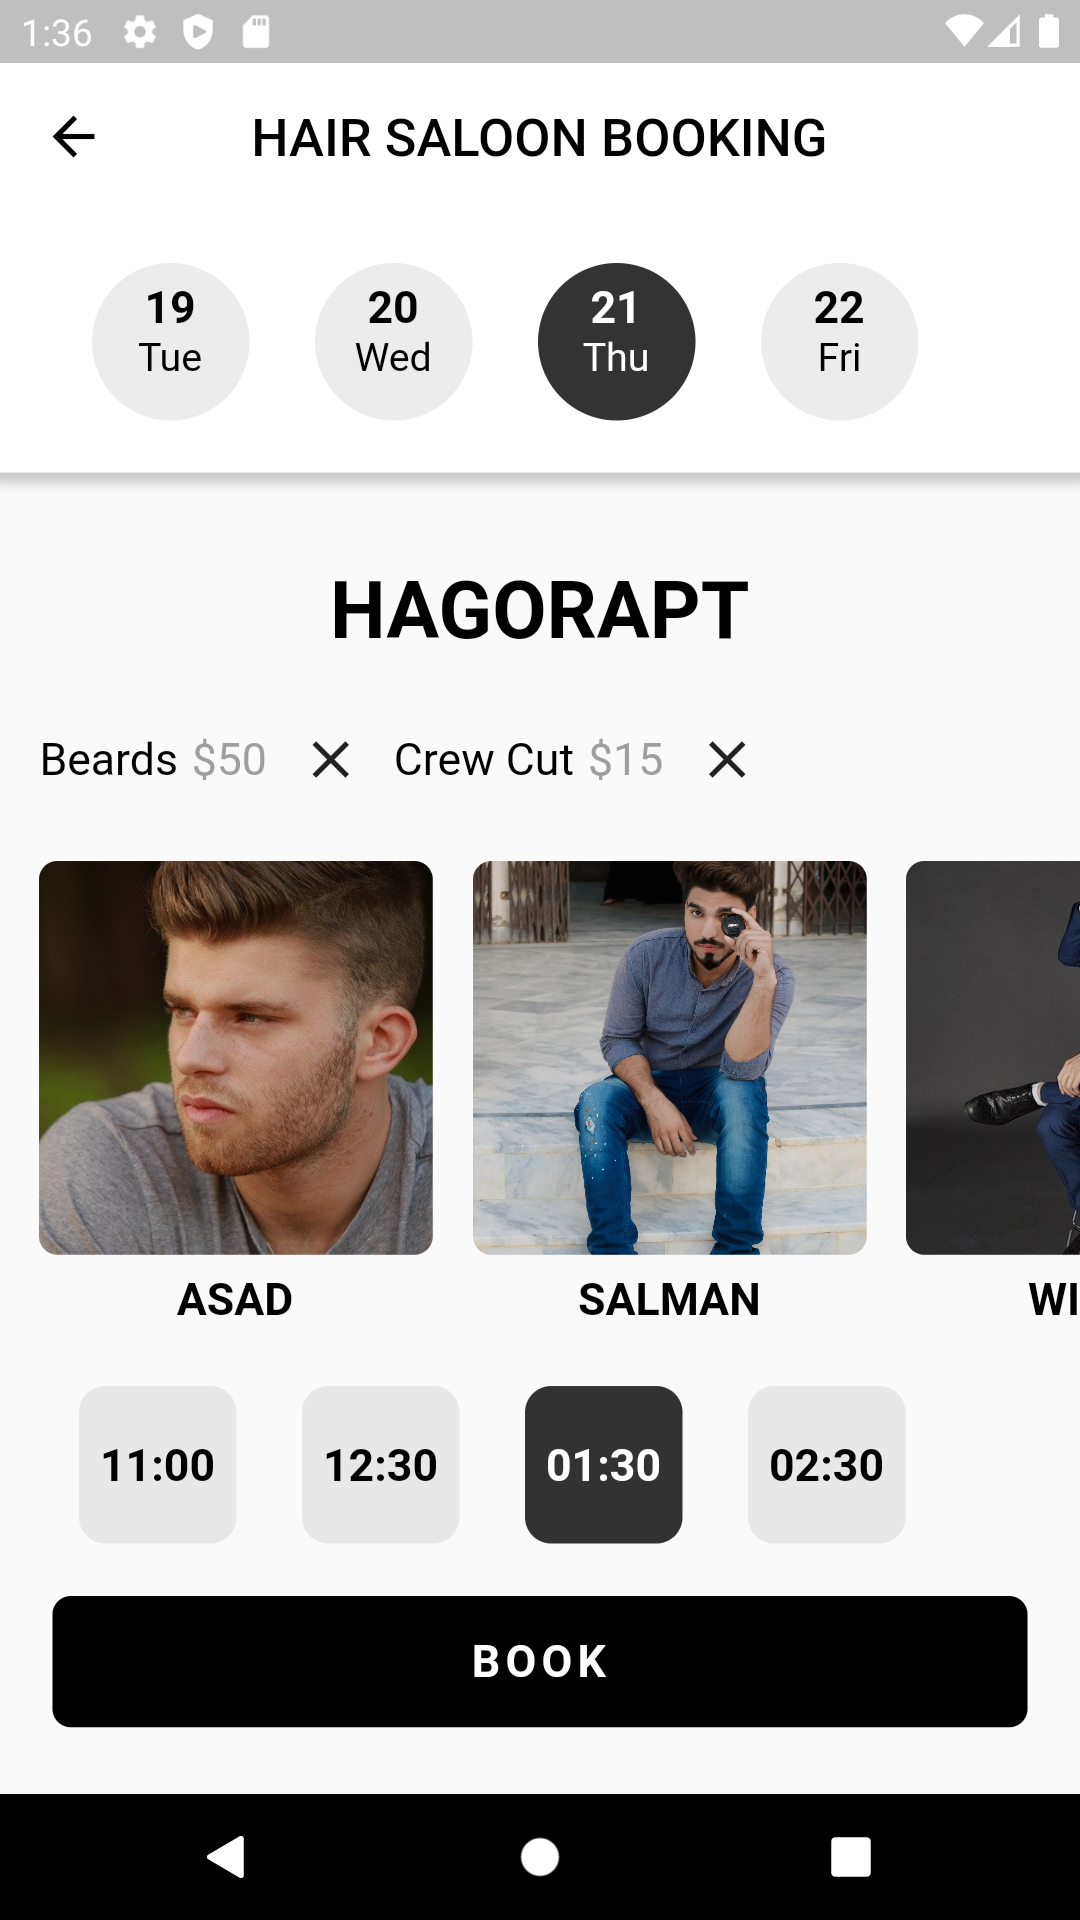 1:36
HAIR SALOON BOOKING
19 20 21 22
Tue Wed Thu Fri
HAGORAPT
Beards $50 Crew Cut $15
ASAD SALMAN WI
11:00 12:30 01:30 02:30
BOOK